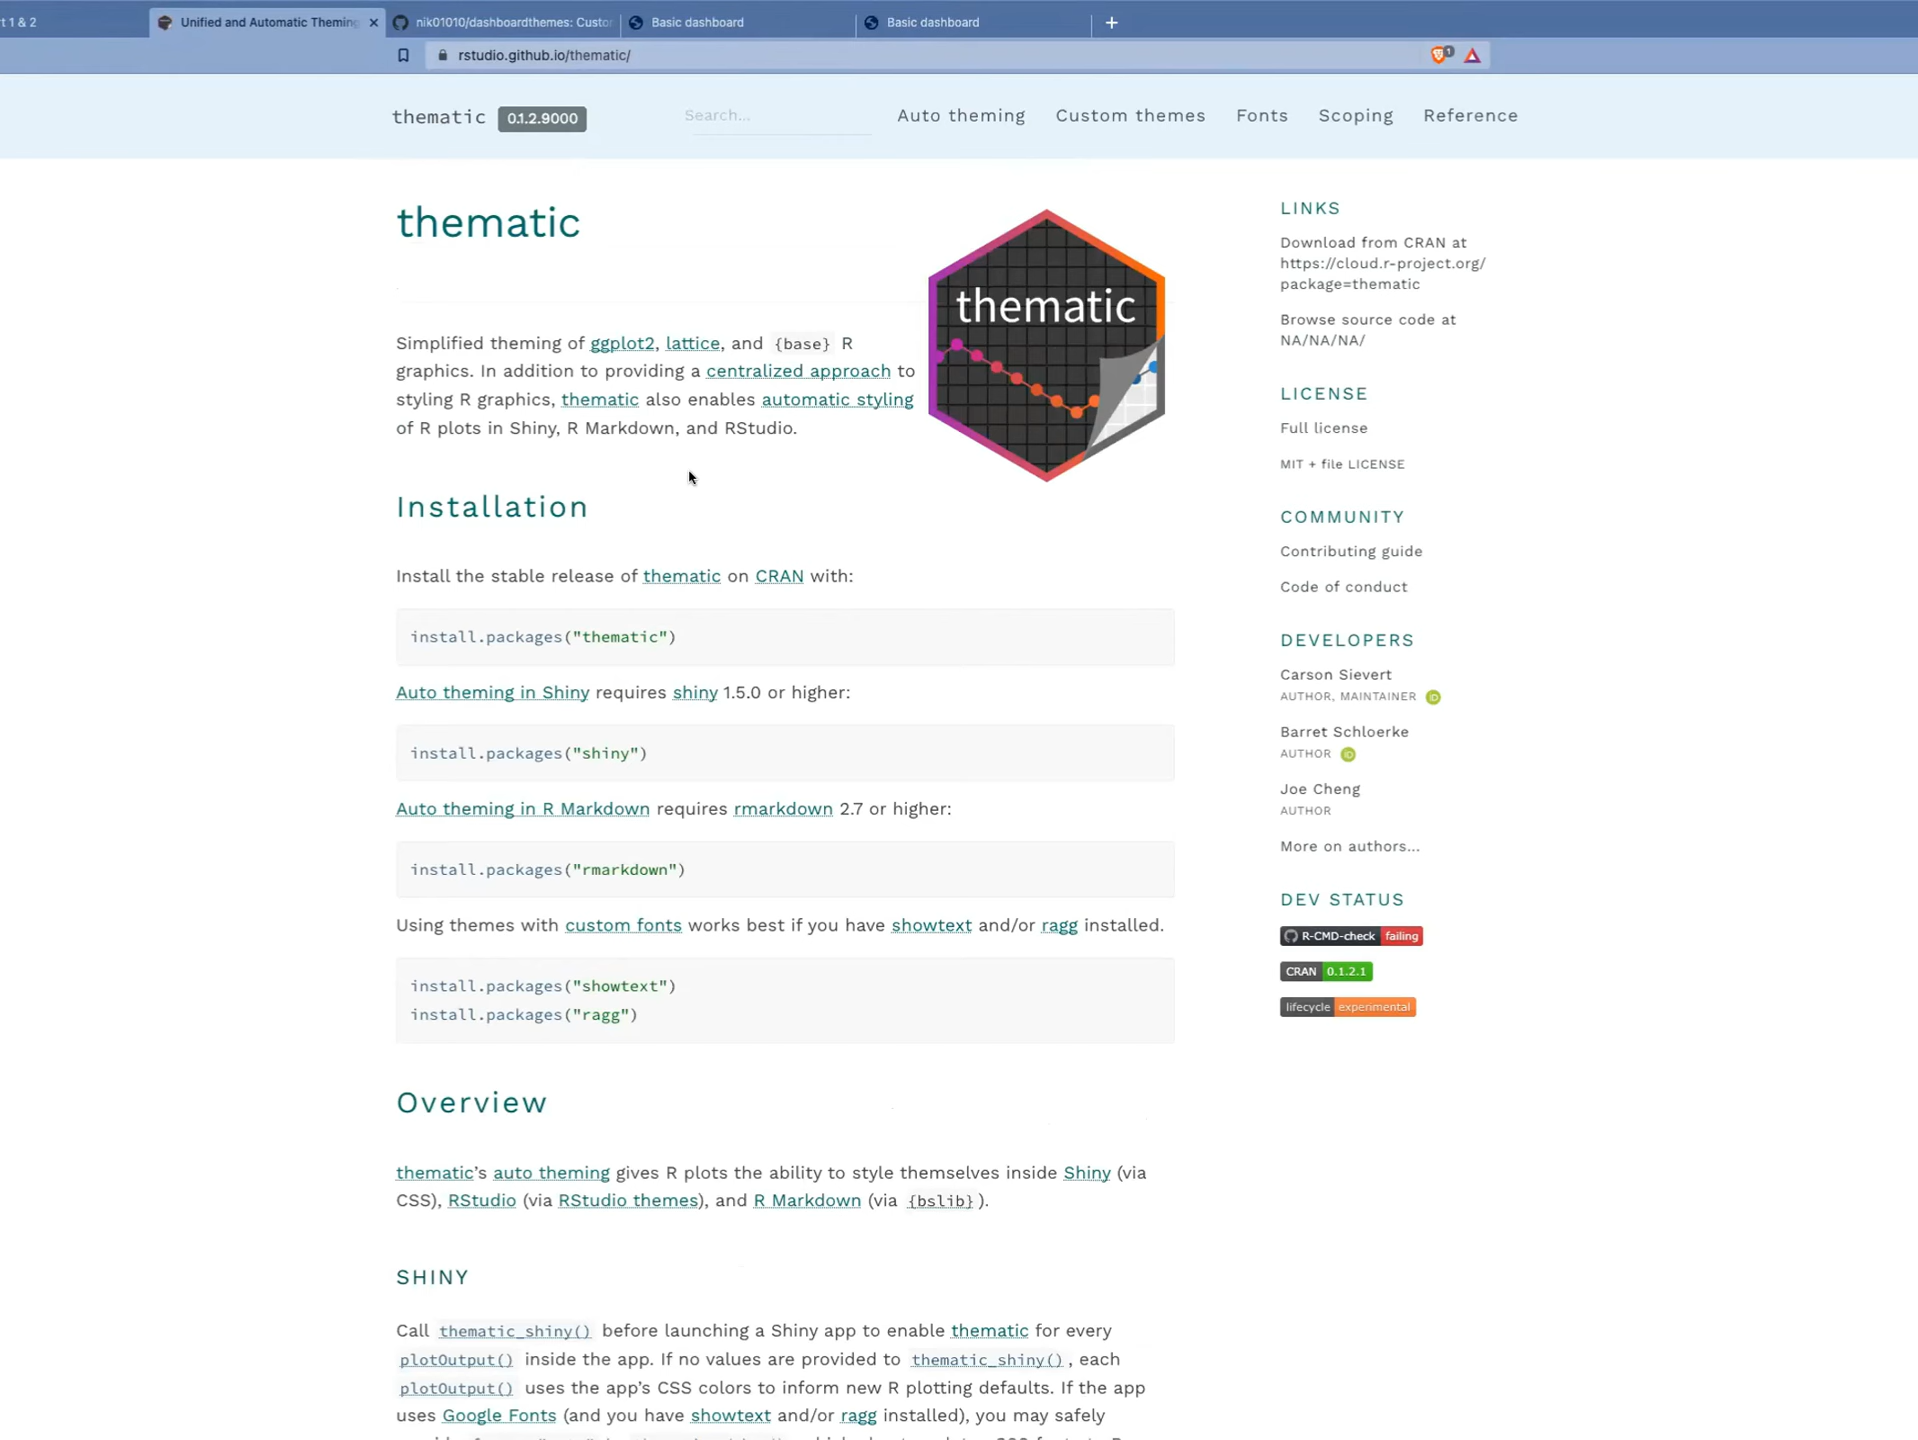 t 1 & 2
Unified and Automatic Theming
nik01010/dashboardthemes: Custo
Basic dashboard
Basic dashboard
rstudio.github.io/thematic/
1
thematic 0.1.2.9000
Search...
Auto theming
Custom themes
Fonts
Scoping
Reference
thematic
thematic
Simplified theming of ggplot2, lattice, and {base} R
graphics. In addition to providing a centralized approach to
styling R graphics, thematic also enables automatic styling
of R plots in Shiny, R Markdown, and RStudio.
Installation
Install the stable release of thematic on CRAN with:
install.packages("thematic")
Auto theming in Shiny requires shiny 1.5.0 or higher:
install.packages("shiny")
Auto theming in R Markdown requires rmarkdown 2.7 or higher:
install.packages("rmarkdown")
Using themes with custom fonts works best if you have showtext and/or ragg installed.
install.packages("showtext")
install.packages("ragg")
Overview
thematic's auto theming gives R plots the ability to style themselves inside Shiny (via
CSS), RStudio (via RStudio themes), and R Markdown (via {bslib}).
SHINY
Call thematic_shiny() before launching a Shiny app to enable thematic for every
plotOutput() inside the app. If no values are provided to thematic_shiny(), each
plotOutput() uses the app's CSS colors to inform new R plotting defaults. If the app
uses Google Fonts (and you have showtext and/or ragg installed), you may safely
LINKS
Download from CRAN at
https://cloud.r-project.org/
package=thematic
Browse source code at
NA/NA/NA/
LICENSE
Full license
MIT + file LICENSE
COMMUNITY
Contributing guide
Code of conduct
DEVELOPERS
Carson Sievert
AUTHOR, MAINTAINER iD
Barret Schloerke
AUTHOR iD
Joe Cheng
AUTHOR
More on authors...
DEV STATUS
R-CMD-check failing
CRAN 0.1.2.1
lifecycle experimental